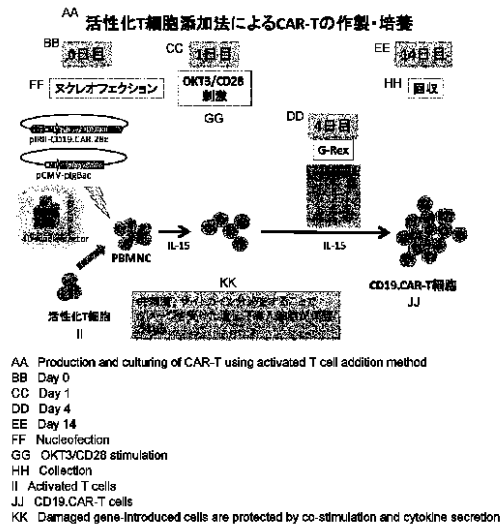 AA
活性化T細胞添加法によるCAR-Tの作製・培養
BB 0日目
CC 1日目
EE 14日目
FF ヌクレオフェクション
OKT3/CD28
刺激
GG
HH 回収
DD 4日目
G-Rex
pIRII-CD19.CAR.28z
pCMV-pigBac
PBMNC
IL-15
IL-15
活性化T細胞
II
KK
CD19.CAR-T細胞
JJ
AA Production and culturing of CAR-T using activated T cell addition method
BB Day 0
CC Day 1
DD Day 4
EE Day 14
FF Nucleofection
GG OKT3/CD28 stimulation
HH Collection
II Activated T cells
JJ CD19.CAR-T cells
KK Damaged gene-introduced cells are protected by co-stimulation and cytokine secretion